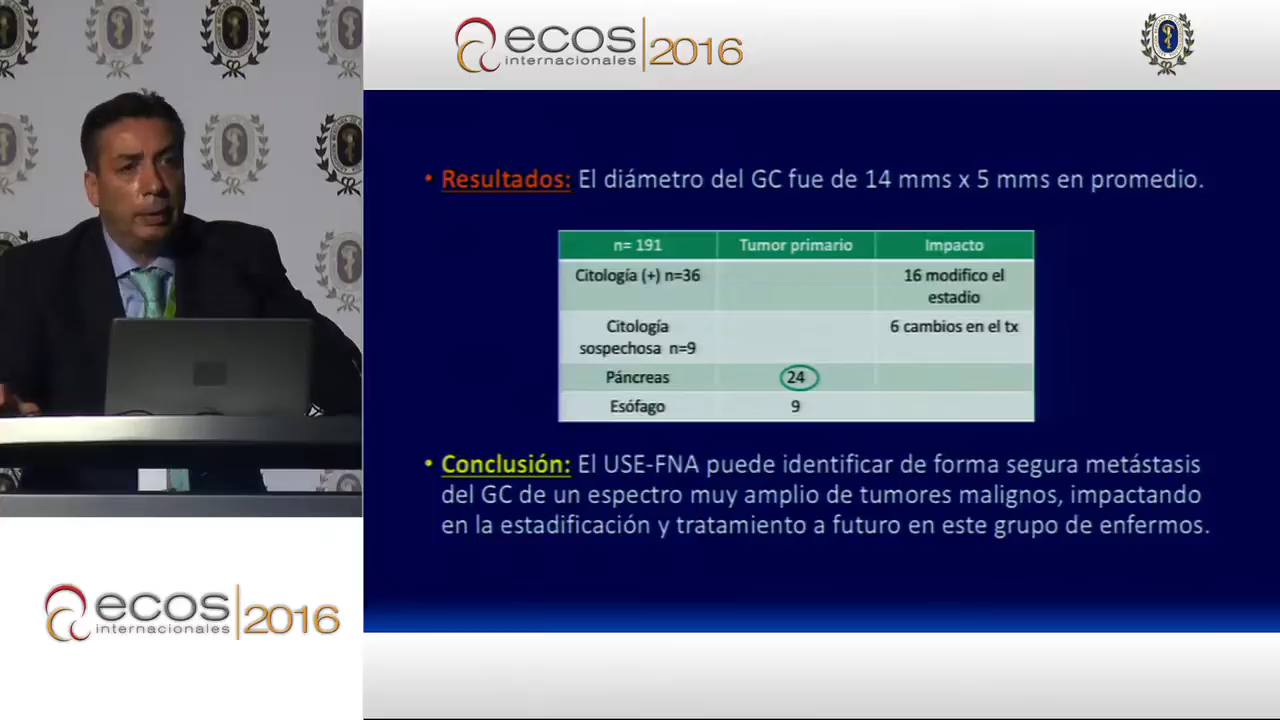 ecos
internacionales
2016
• Resultados: El diámetro del GC fue de 14 mms x 5 mms en promedio.
n= 191 Tumor primario Impacto
Citología (+) n=36 16 modifico el
estadio
Citología 6 cambios en el tx
sospechosa n=9
Páncreas 24
Esófago 9
• Conclusión: El USE-FNA puede identificar de forma segura metástasis
del GC de un espectro muy amplio de tumores malignos, impactando
en la estadificación y tratamiento a futuro en este grupo de enfermos.
ecos
internacionales
2016